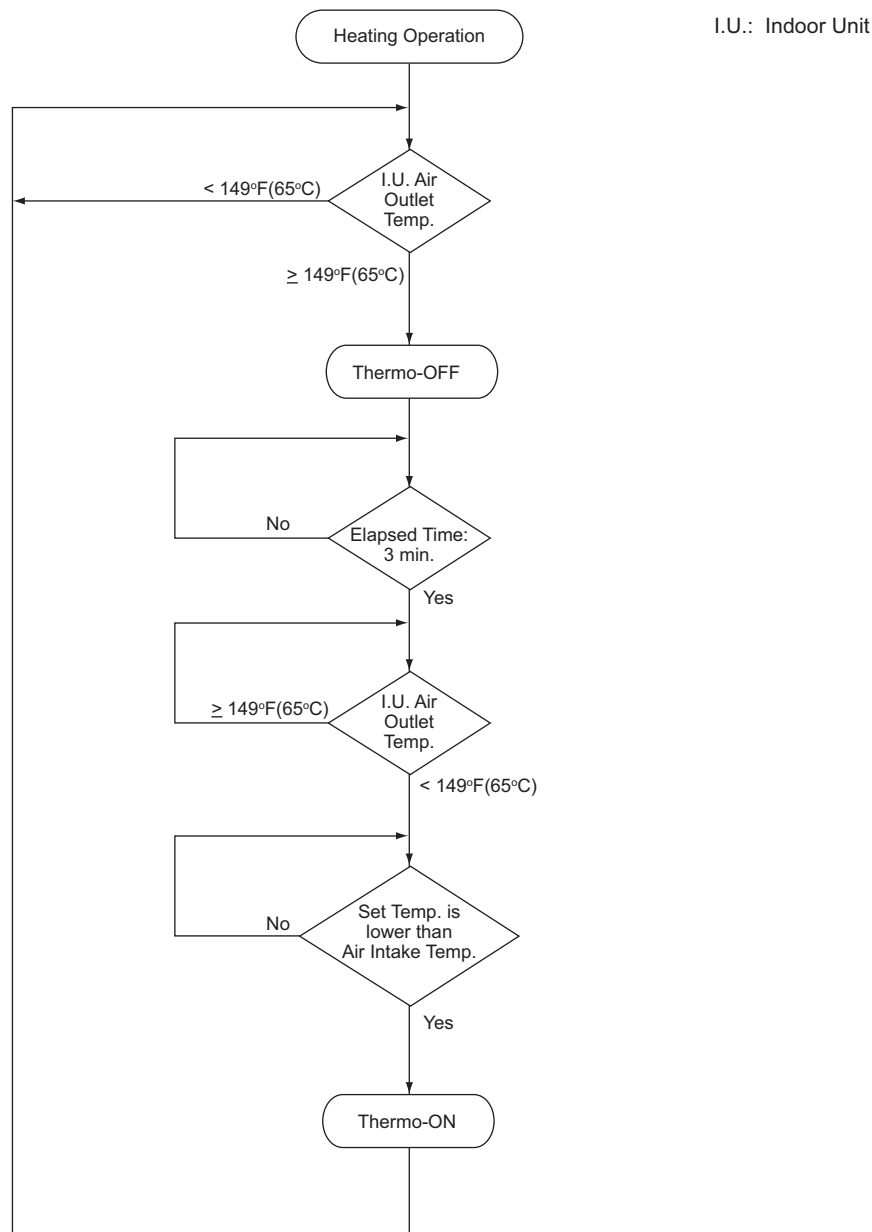 Heating Operation
I.U.: Indoor Unit
I.U. Air
Outlet
Temp.
< 149°F(65°C)
≥ 149°F(65°C)
Thermo-OFF
Elapsed Time:
3 min.
No
Yes
I.U. Air
Outlet
Temp.
≥ 149°F(65°C)
< 149°F(65°C)
Set Temp. is
lower than
Air Intake Temp.
No
Yes
Thermo-ON